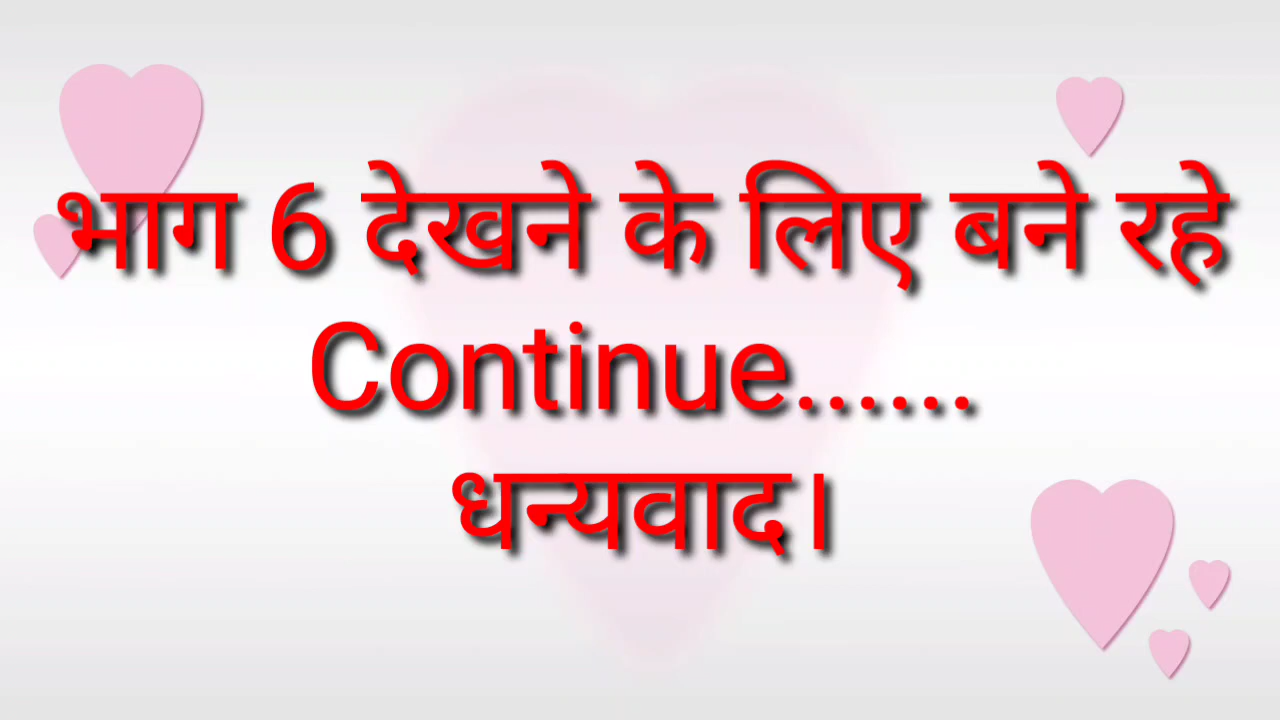 भाग 6 देखने के लिए बने रहे
Continue......
धन्यवाद।